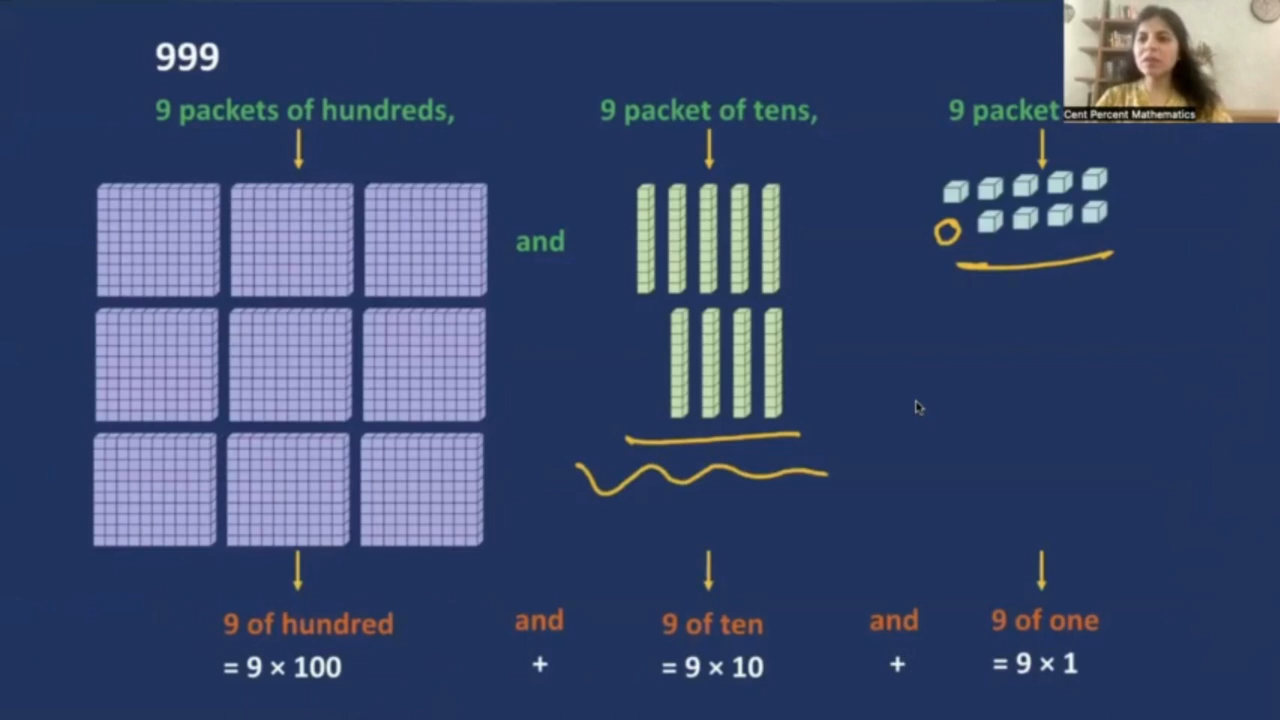 999
9 packets of hundreds, 9 packet of tens, 9 packet
Cent Percent Mathematics
and
9 of hundred and 9 of ten and 9 of one
= 9 × 100 + = 9 × 10 + = 9 × 1